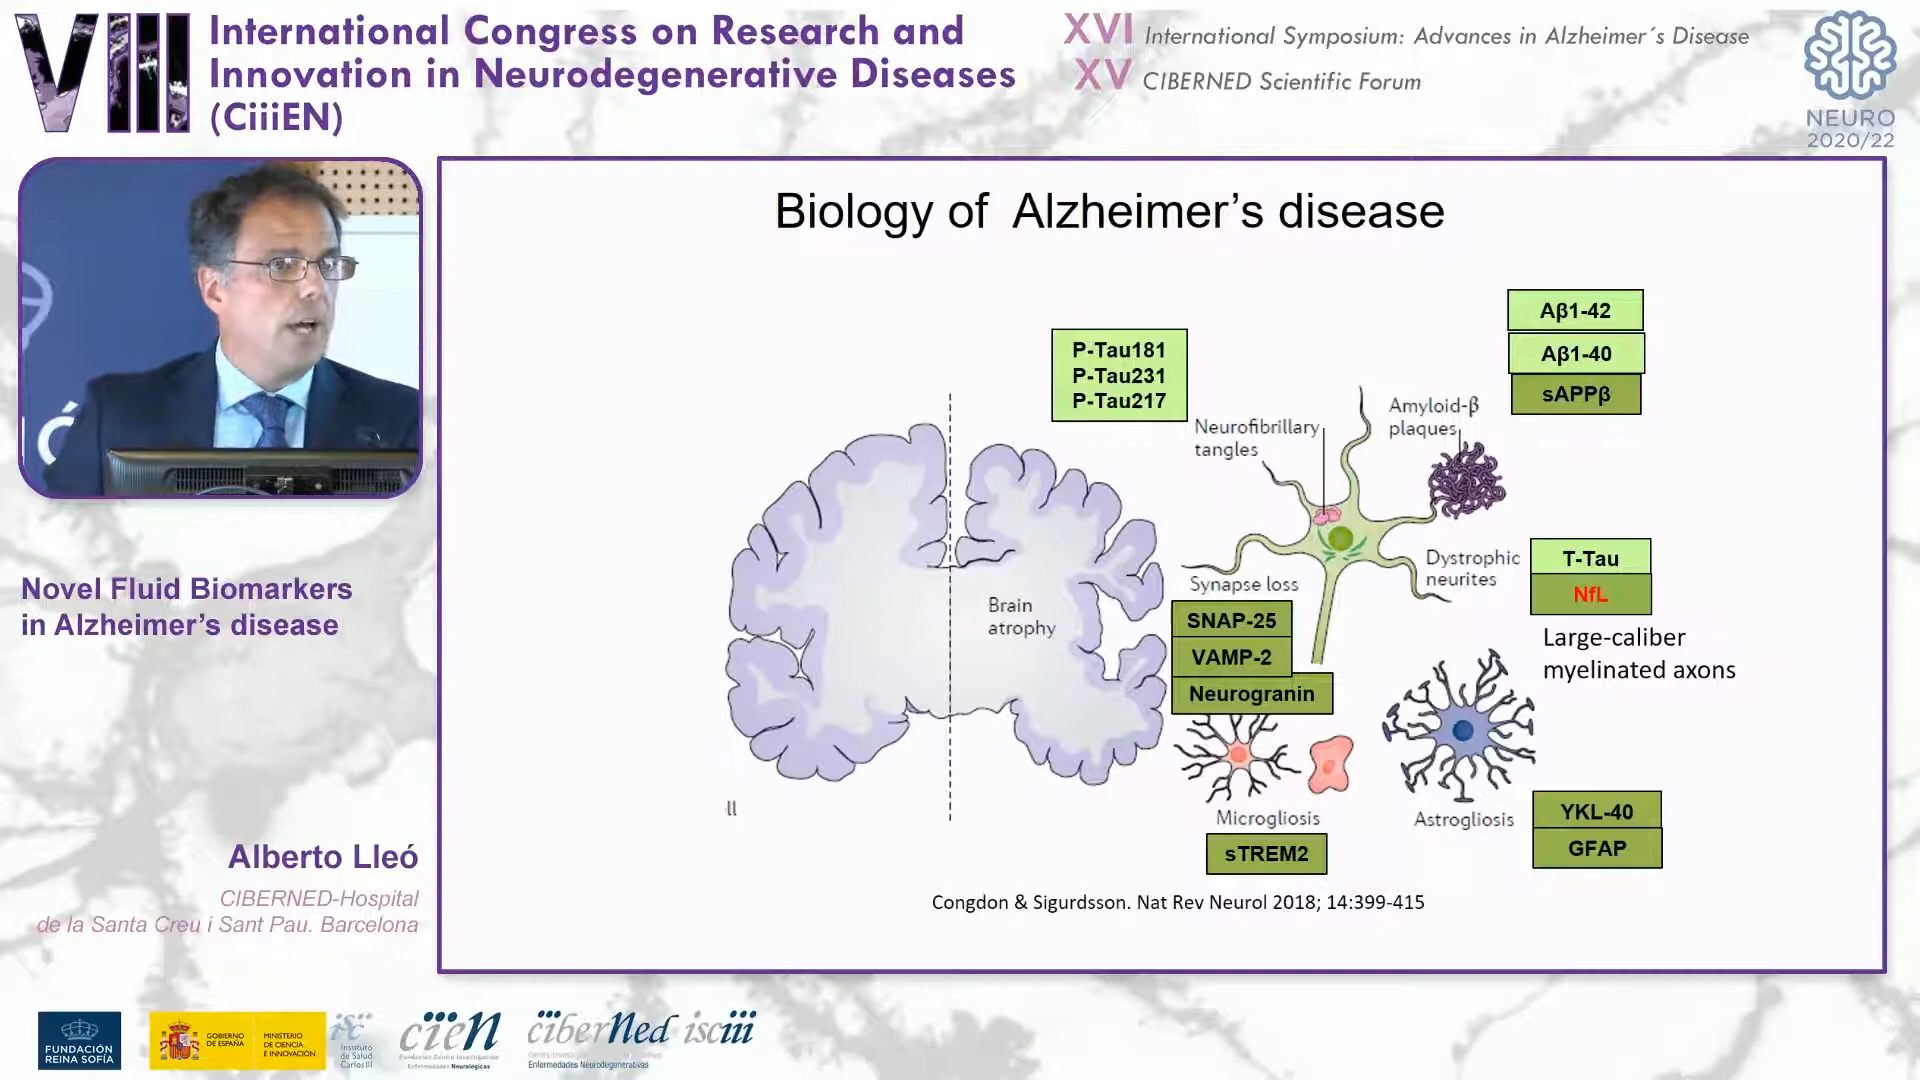 VIII
International Congress on Research and
Innovation in Neurodegenerative Diseases
(CiiiEN)
XVI International Symposium: Advances in Alzheimer´s Disease
XV CIBERNED Scientific Forum
NEURO
2020/22
Novel Fluid Biomarkers
in Alzheimer’s disease
Alberto Lleó
CIBERNED-Hospital
de la Santa Creu i Sant Pau. Barcelona
Biology of Alzheimer’s disease
P-Tau181
P-Tau231
P-Tau217
Aβ1-42
Aβ1-40
sAPPβ
Neurofibrillary
tangles
Amyloid-β
plaques
Dystrophic
neurites
T-Tau
NfL
Large-caliber
myelinated axons
Synapse loss
SNAP-25
VAMP-2
Neurogranin
Brain
atrophy
Microgliosis
sTREM2
Astrogliosis
YKL-40
GFAP
ll
Congdon & Sigurdsson. Nat Rev Neurol 2018; 14:399-415
FUNDACIÓN
REINA SOFÍA
GOBIERNO
DE ESPAÑA
MINISTERIO
DE CIENCIA
E INNOVACIÓN
Instituto
de Salud
Carlos III
cien
Fundación Centro Investigación
Enfermedades Neurológicas
ciberNed isciii
Enfermedades Neurodegenerativas